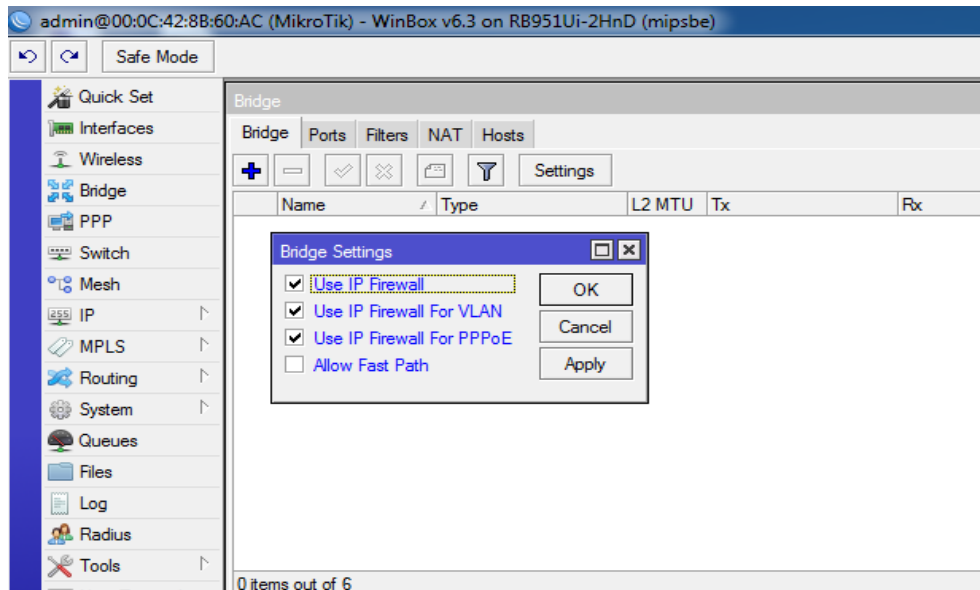 admin@00:0C:42:8B:60:AC (MikroTik) - WinBox v6.3 on RB951Ui-2HnD (mipsbe)
Safe Mode
Quick Set
Interfaces
Wireless
Bridge
PPP
Switch
Mesh
IP
MPLS
Routing
System
Queues
Files
Log
Radius
Tools
Bridge
Bridge Ports Filters NAT Hosts
Settings
Name Type L2 MTU Tx Rx
Bridge Settings
Use IP Firewall
Use IP Firewall For VLAN
Use IP Firewall For PPPoE
Allow Fast Path
OK
Cancel
Apply
0 items out of 6